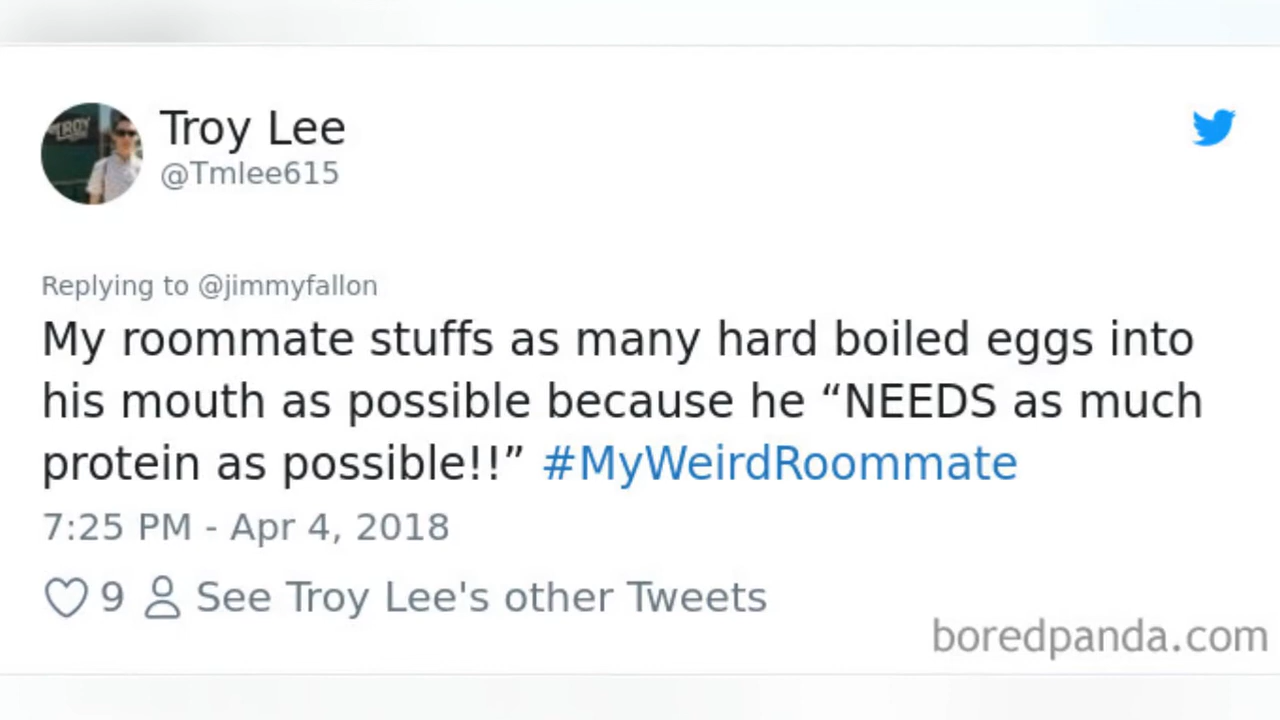 TROY
Troy Lee
@Tmlee615
Replying to @jimmyfallon
My roommate stuffs as many hard boiled eggs into
his mouth as possible because he “NEEDS as much
protein as possible!!” #MyWeirdRoommate
7:25 PM - Apr 4, 2018
9 See Troy Lee's other Tweets
boredpanda.com